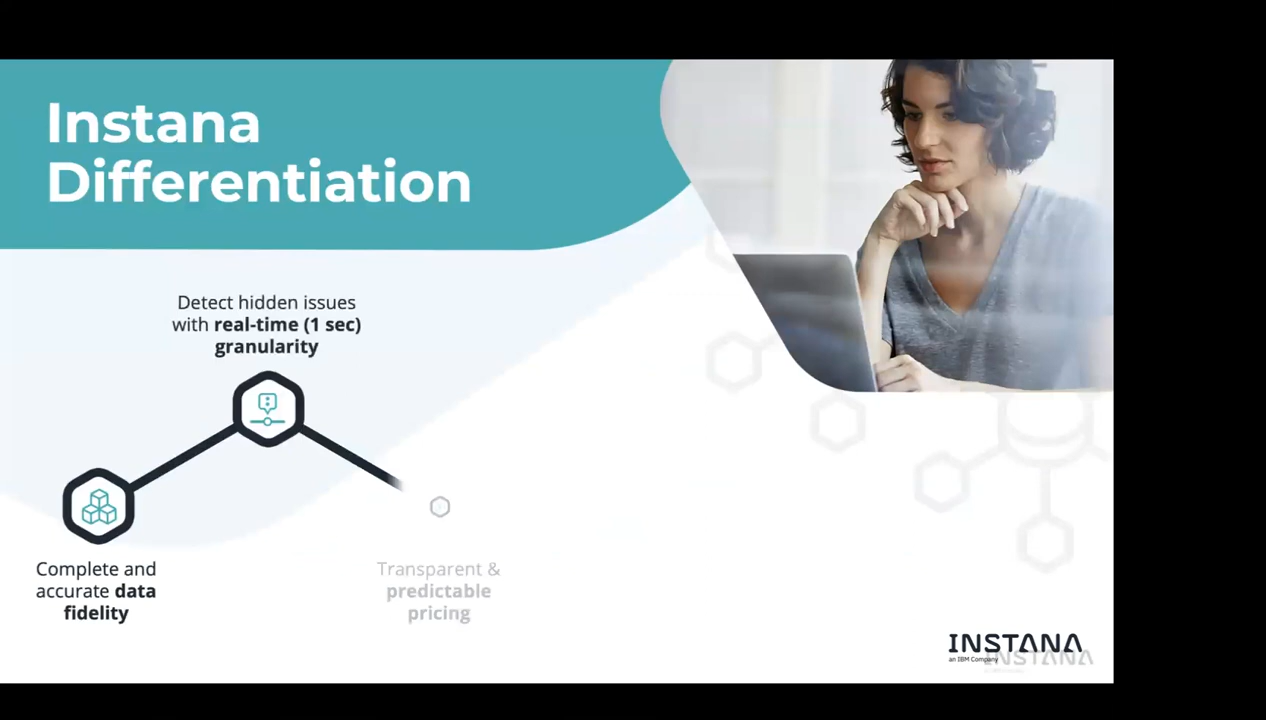 Instana
Differentiation
Detect hidden issues
with real-time (1 sec)
granularity
Complete and
accurate data
fidelity
Transparent &
predictable
pricing
INSTANA
an IBM Company
INSTANA